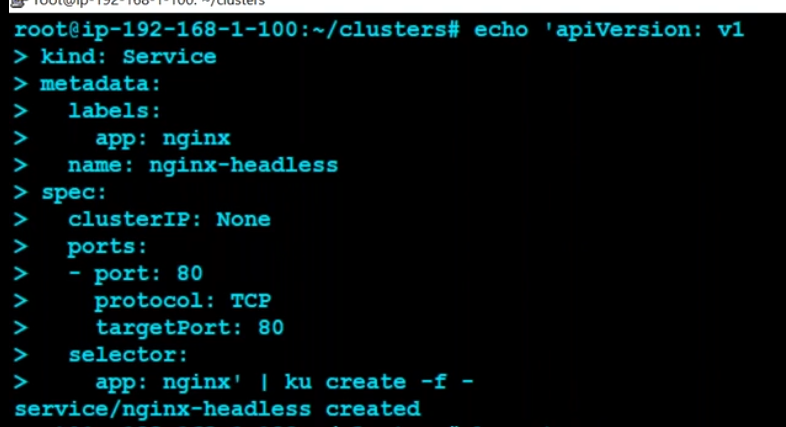 root@ip-192-168-1-100: ~/clusters
root@ip-192-168-1-100:~/clusters# echo 'apiVersion: v1
> kind: Service
> metadata:
>   labels:
>     app: nginx
>   name: nginx-headless
> spec:
>   clusterIP: None
>   ports:
>   - port: 80
>     protocol: TCP
>     targetPort: 80
>   selector:
>     app: nginx' | ku create -f -
service/nginx-headless created